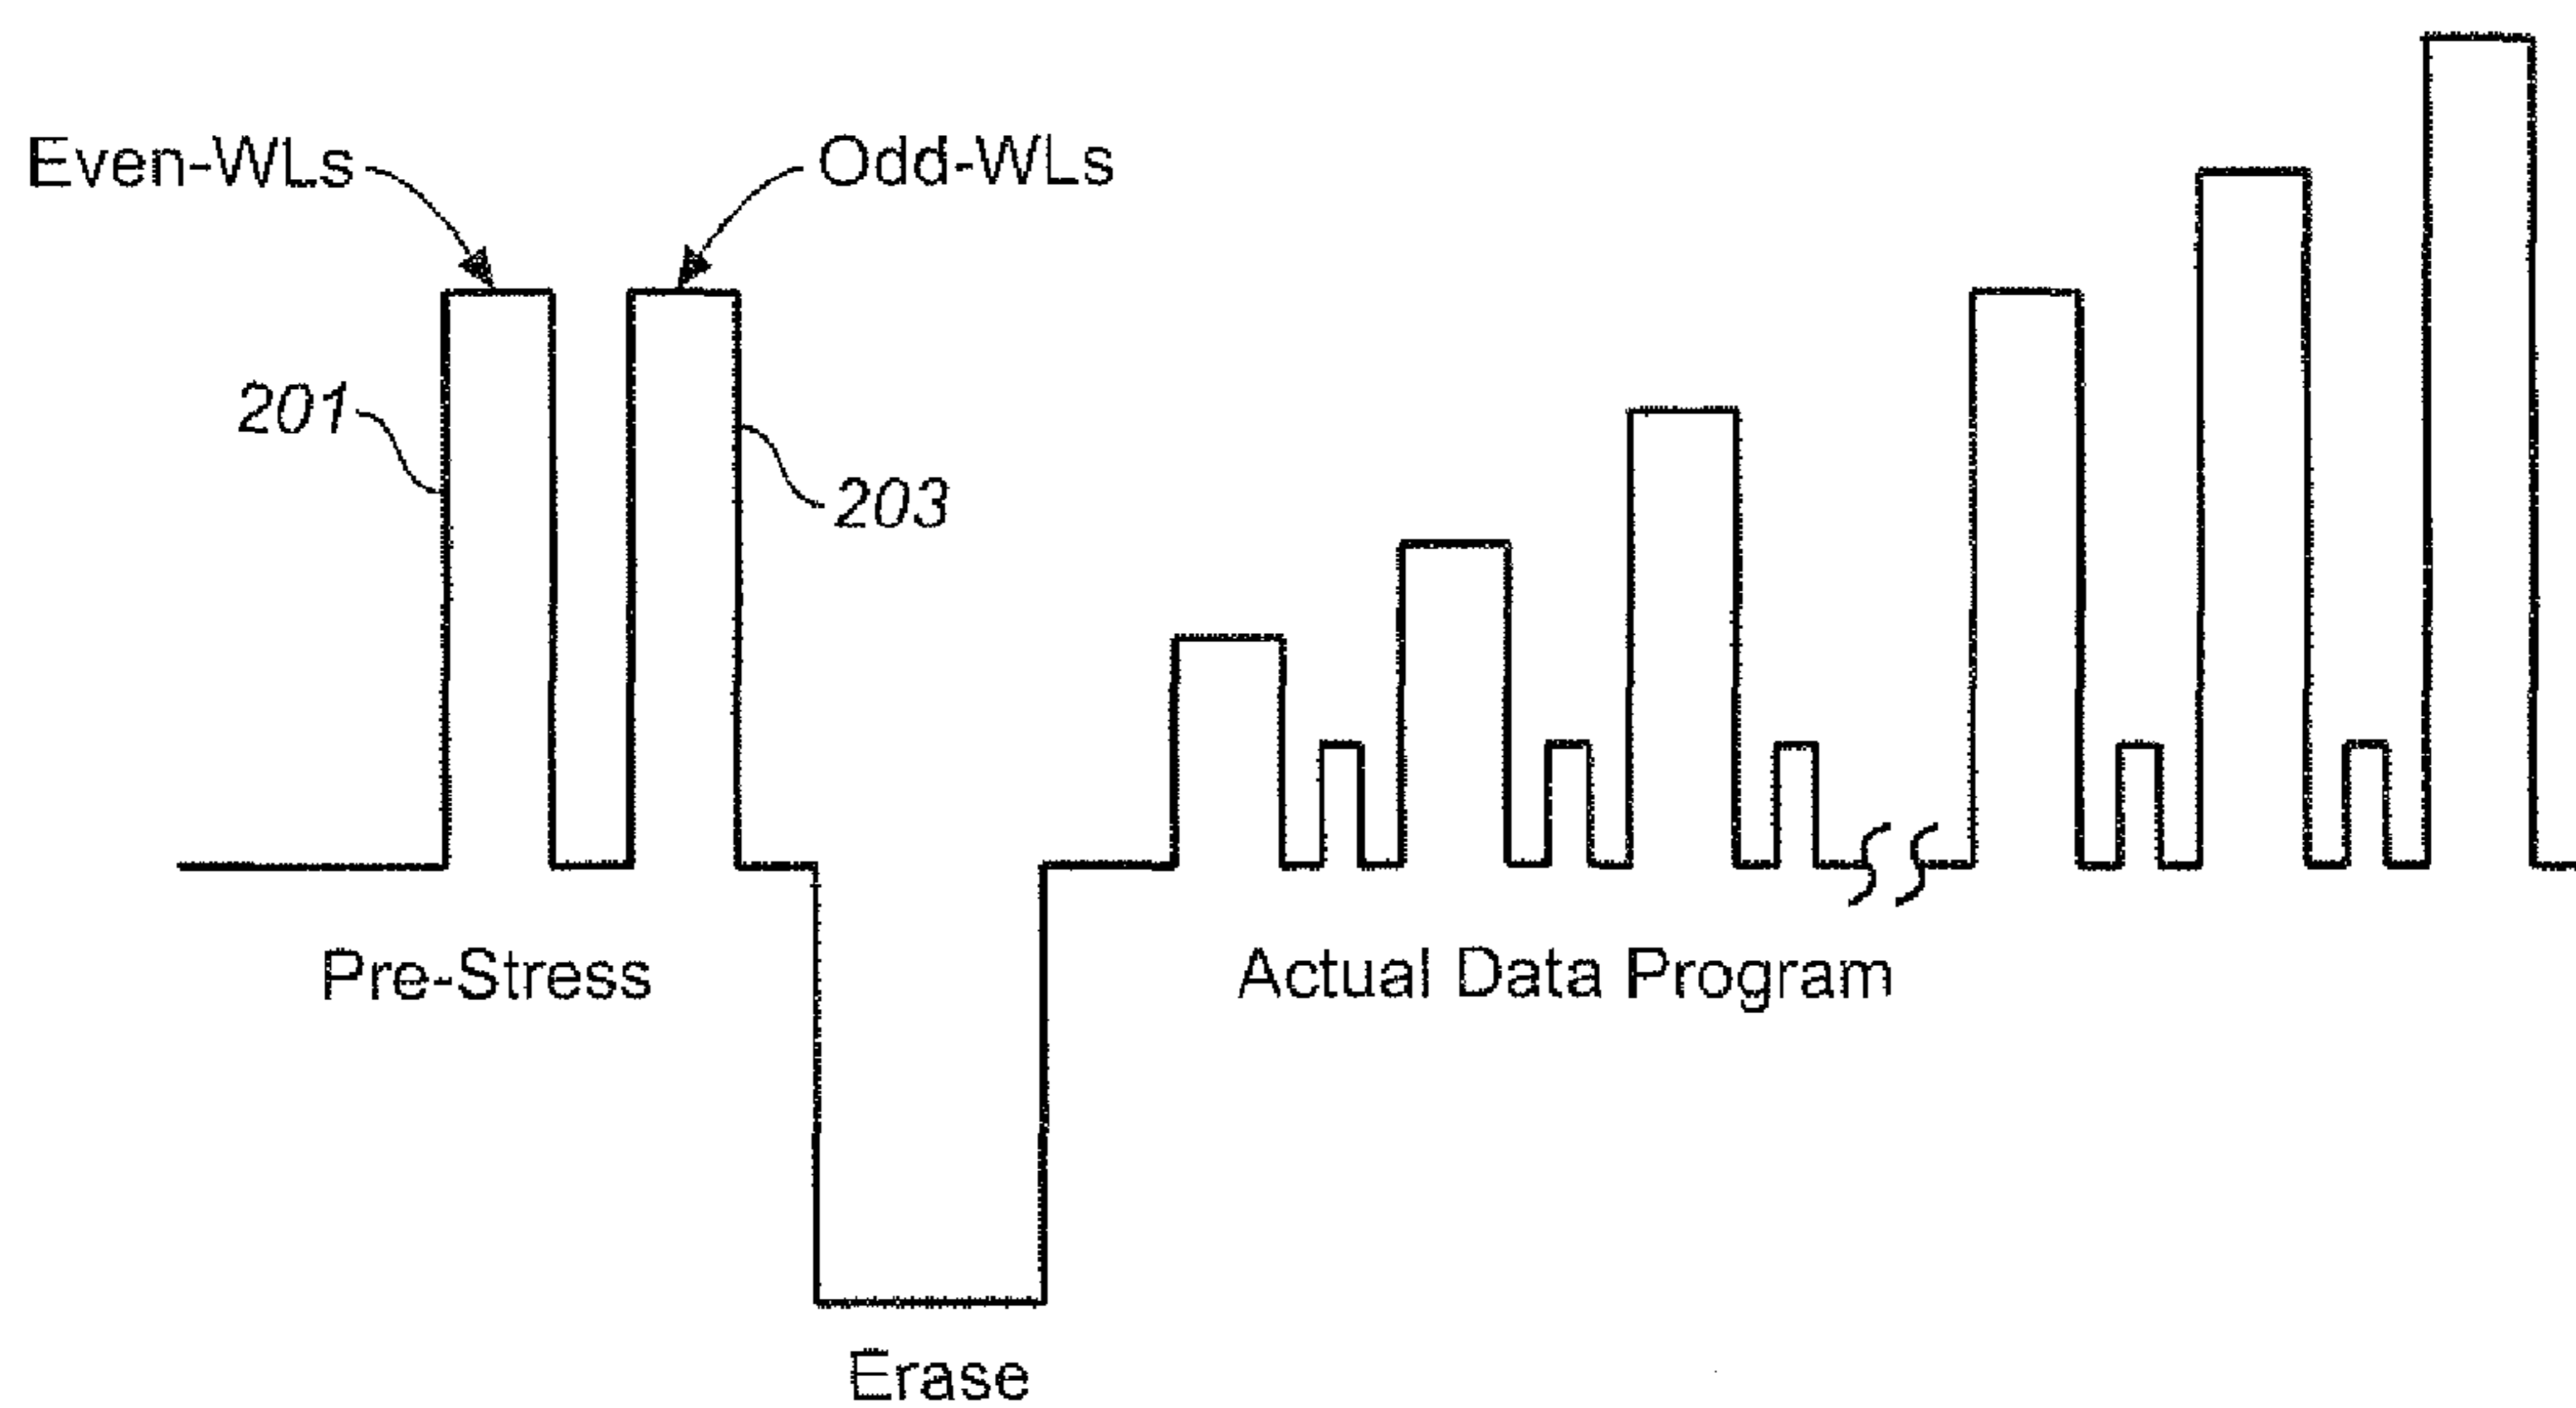 Even-WLs
Odd-WLs
201
203
Pre-Stress
Actual Data Program
Erase